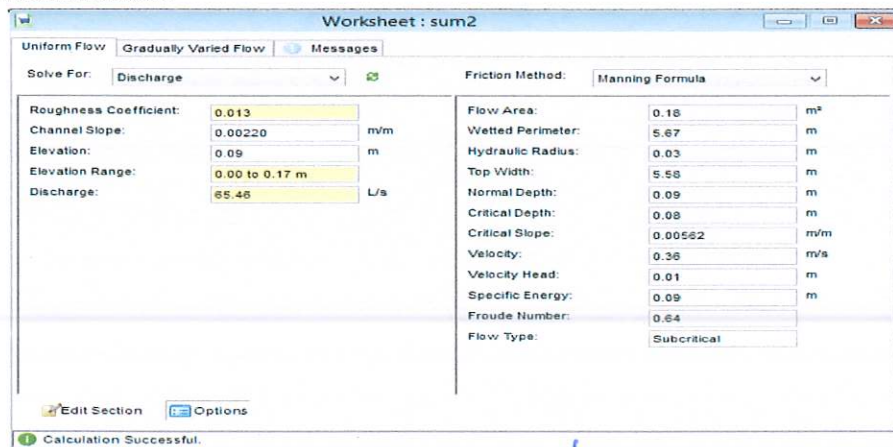 Worksheet : sum2
Uniform Flow Gradually Varied Flow Messages
Solve For: Discharge
Friction Method: Manning Formula
Roughness Coefficient: 0.013
Channel Slope: 0.00220 m/m
Elevation: 0.09 m
Elevation Range: 0.00 to 0.17 m
Discharge: 65.46 L/s
Flow Area: 0.18 m²
Wetted Perimeter: 5.67 m
Hydraulic Radius: 0.03 m
Top Width: 5.58 m
Normal Depth: 0.09 m
Critical Depth: 0.08 m
Critical Slope: 0.00562 m/m
Velocity: 0.36 m/s
Velocity Head: 0.01 m
Specific Energy: 0.09 m
Froude Number: 0.64
Flow Type: Subcritical
Edit Section Options
Calculation Successful.